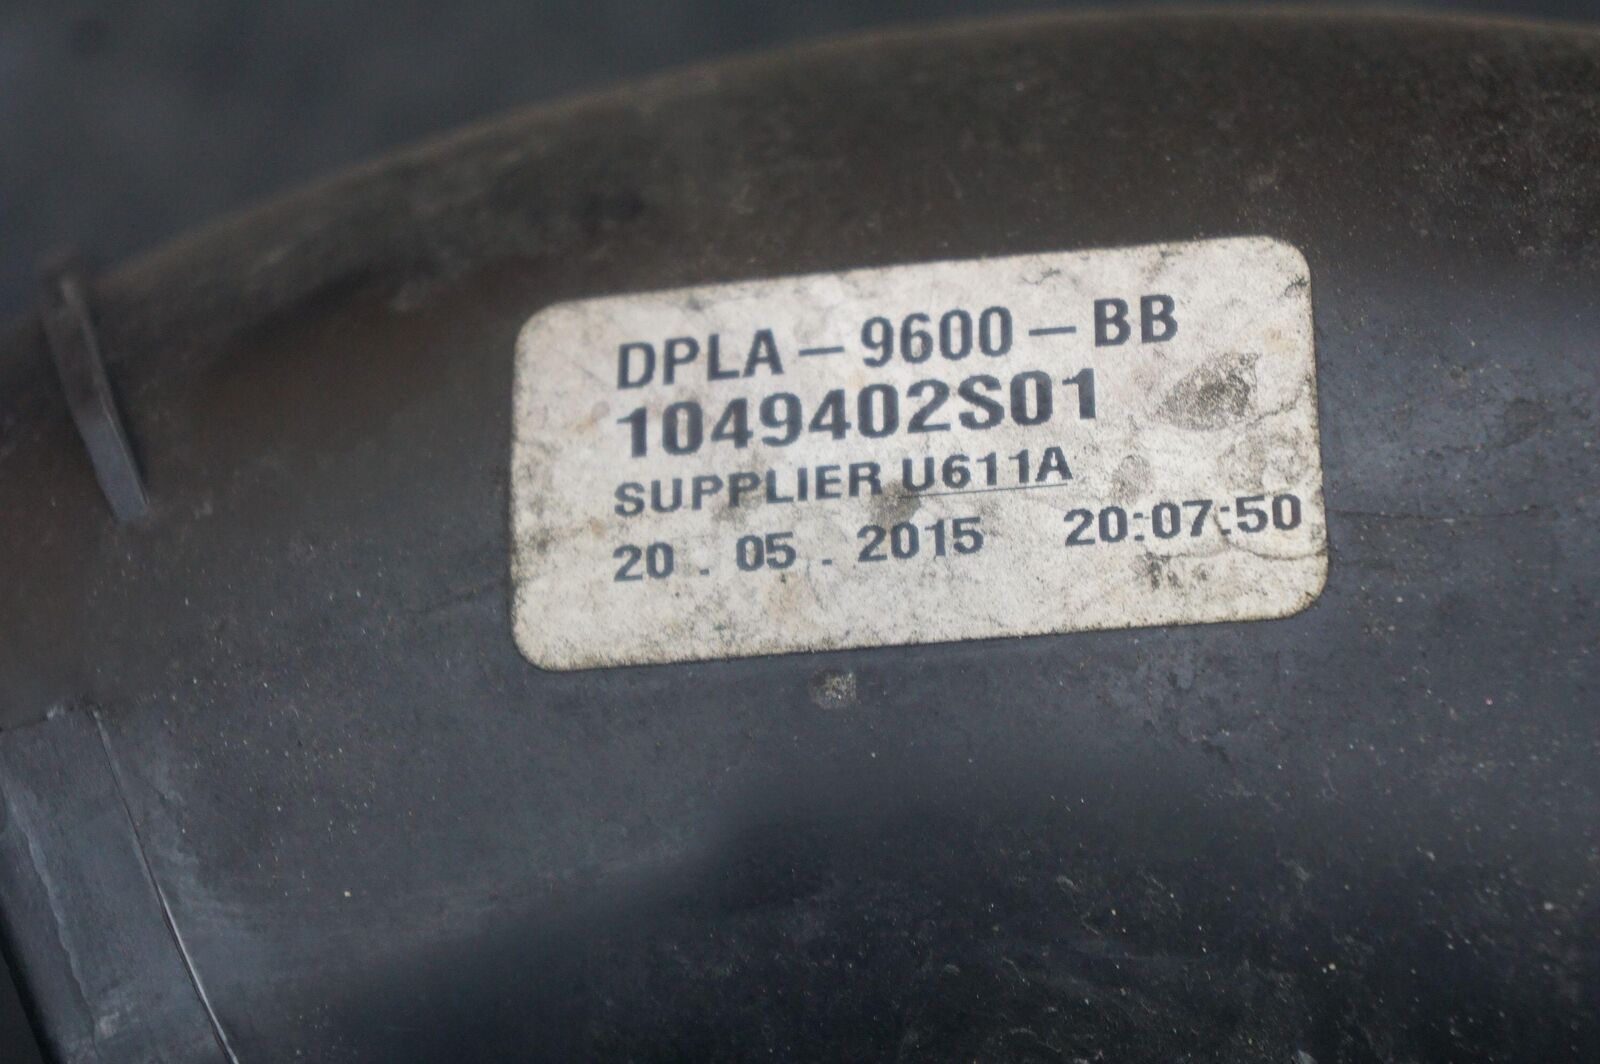 DPLA-9600-BB
1049402S01
SUPPLIER U611A
20 . 05 . 2015 20:07:50